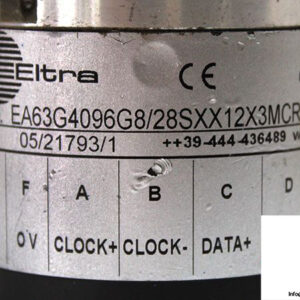 Eltra CE
EA63G4096G8/28SXX12X3MCR
05/21793/1 ++39-444-436489
F A B C D
0V CLOCK+ CLOCK- DATA+